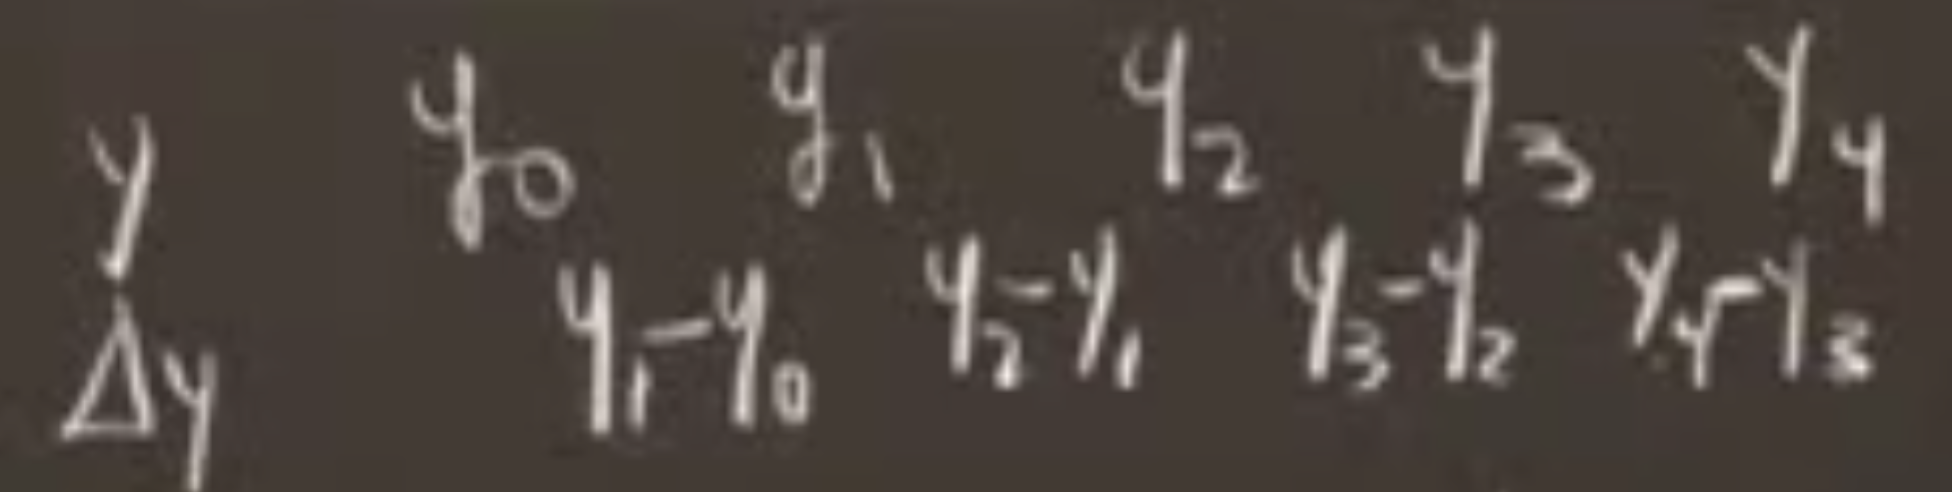 y y₀ y₁ y₂ y₃ y₄
Δy y₁-y₀ y₂-y₁ y₃-y₂ y₄-y₃